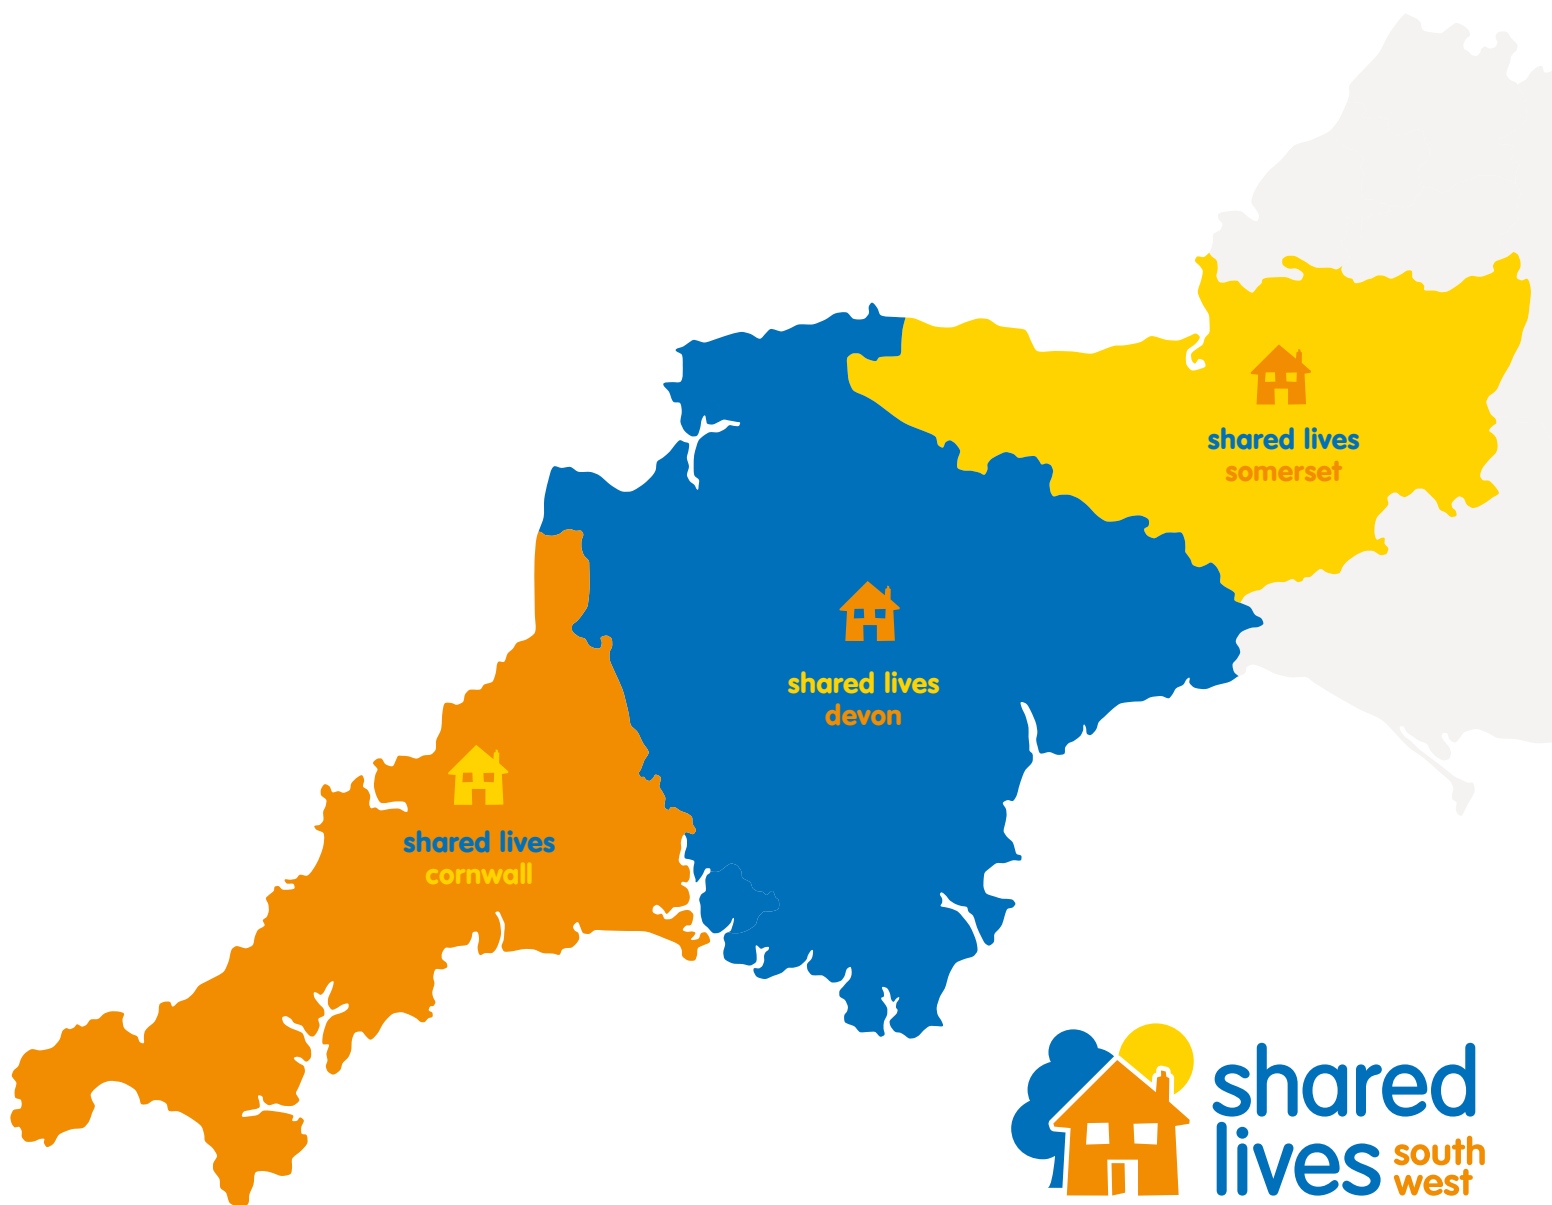 shared lives
somerset
shared lives
devon
shared lives
cornwall
shared
lives south
west